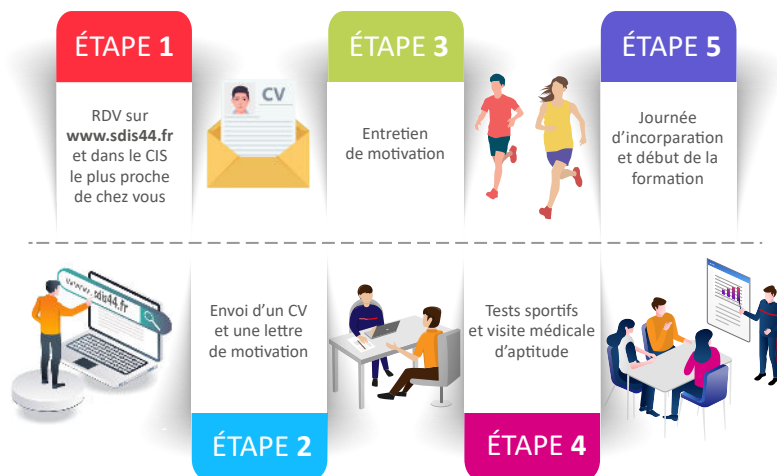 ÉTAPE 1
RDV sur
www.sdis44.fr
et dans le CIS
le plus proche
de chez vous
CV
ÉTAPE 3
Entretien
de motivation
ÉTAPE 5
Journée
d'incorparation
et début de la
formation
www.sdis44.fr
Envoi d'un CV
et une lettre
de motivation
ÉTAPE 2
Tests sportifs
et visite médicale
d'aptitude
ÉTAPE 4